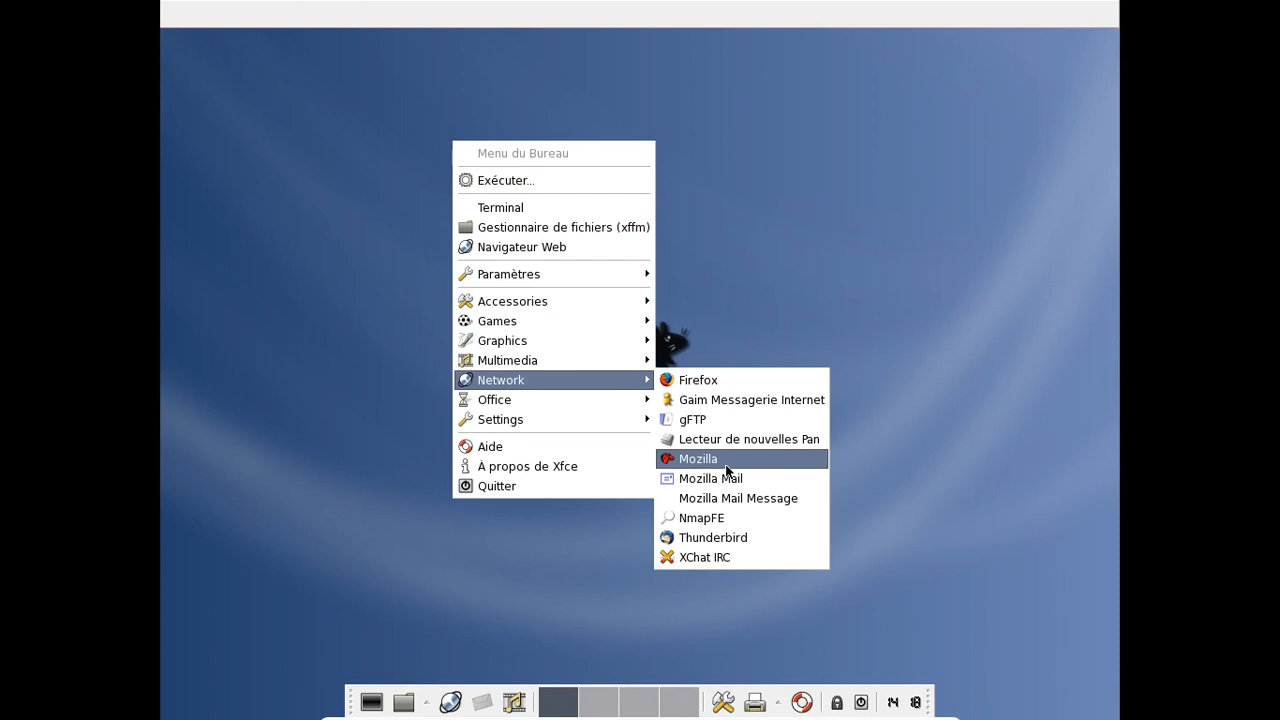 Menu du Bureau
Exécuter...
Terminal
Gestionnaire de fichiers (xffm)
Navigateur Web
Paramètres
Accessories
Games
Graphics
Multimedia
Network
Office
Settings
Aide
À propos de Xfce
Quitter
Firefox
Gaim Messagerie Internet
gFTP
Lecteur de nouvelles Pan
Mozilla
Mozilla Mail
Mozilla Mail Message
NmapFE
Thunderbird
XChat IRC
14 18